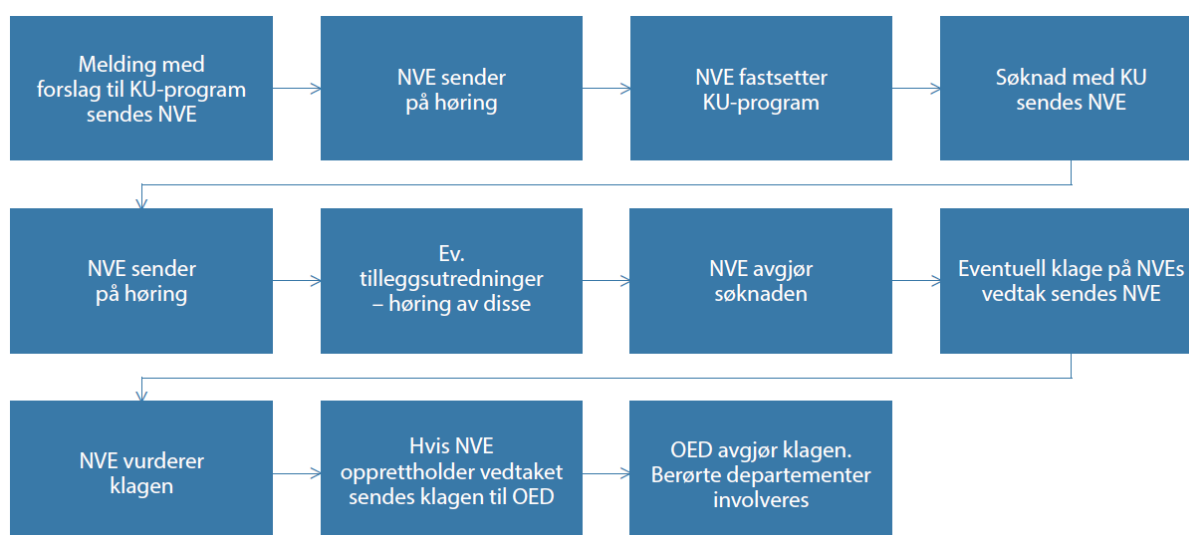 Melding med
forslag til KU-program
sendes NVE
NVE sender
på høring
NVE fastsetter
KU-program
Søknad med KU
sendes NVE
NVE sender
på høring
Ev.
tilleggsutredninger
– høring av disse
NVE avgjør
søknaden
Eventuell klage på NVEs
vedtak sendes NVE
NVE vurderer
klagen
Hvis NVE
opprettholder vedtaket
sendes klagen til OED
OED avgjør klagen.
Berørte departementer
involveres